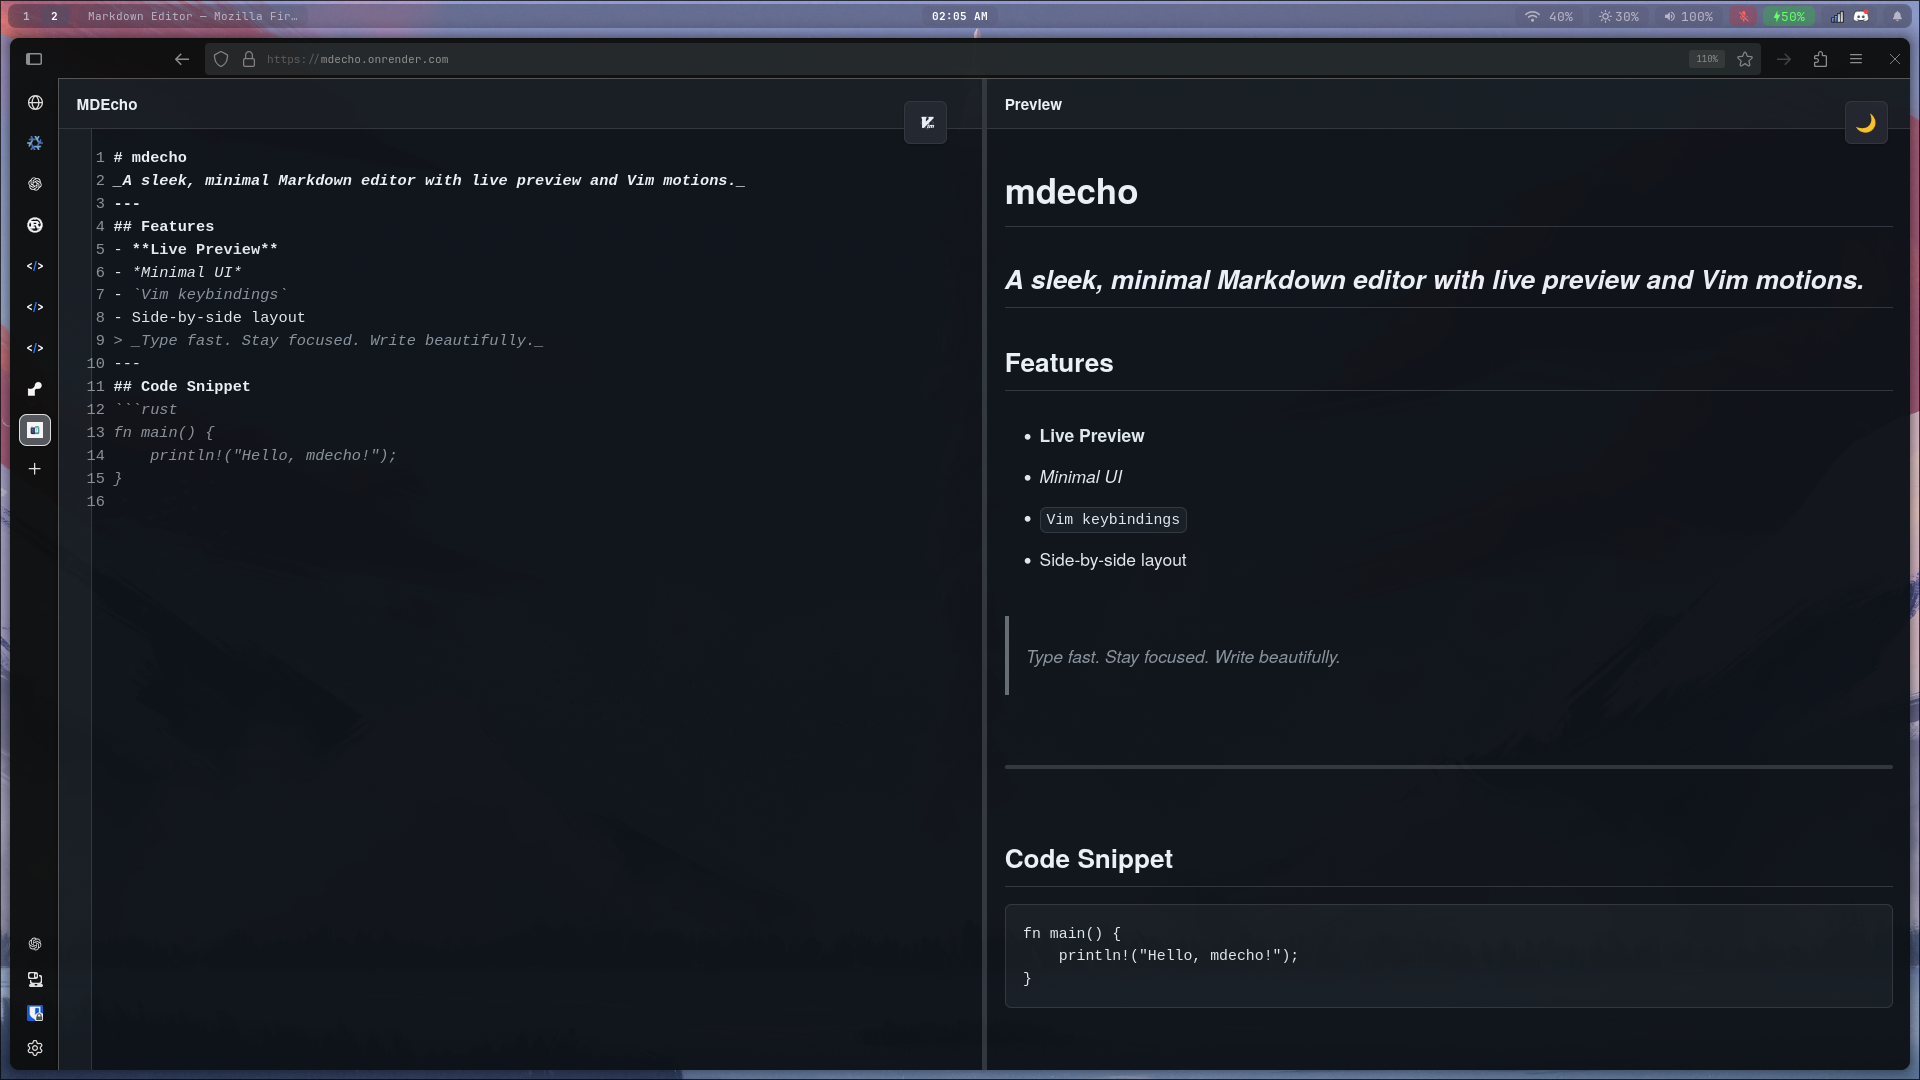 1 2 Markdown Editor — Mozilla Fir…
02:05 AM
40% 30% 100% 50%
https://mdecho.onrender.com
110%
MDEcho
Vim
1 # mdecho
2 _A sleek, minimal Markdown editor with live preview and Vim motions._
3 ---
4 ## Features
5 - **Live Preview**
6 - *Minimal UI*
7 - `Vim keybindings`
8 - Side-by-side layout
9 > _Type fast. Stay focused. Write beautifully._
10 ---
11 ## Code Snippet
12 ```rust
13 fn main() {
14     println!("Hello, mdecho!");
15 }
16
Preview
mdecho
A sleek, minimal Markdown editor with live preview and Vim motions.
Features
• Live Preview
• Minimal UI
• Vim keybindings
• Side-by-side layout
Type fast. Stay focused. Write beautifully.
Code Snippet
fn main() {
    println!("Hello, mdecho!");
}